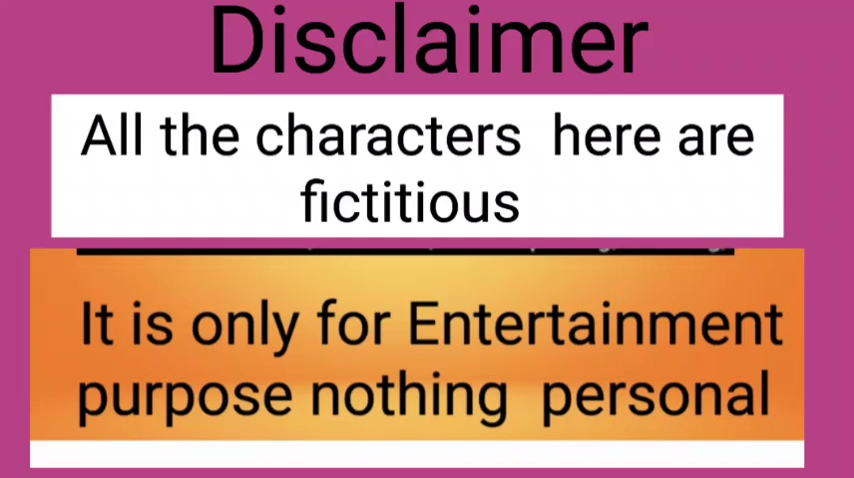 Disclaimer
All the characters here are
fictitious
It is only for Entertainment
purpose nothing personal